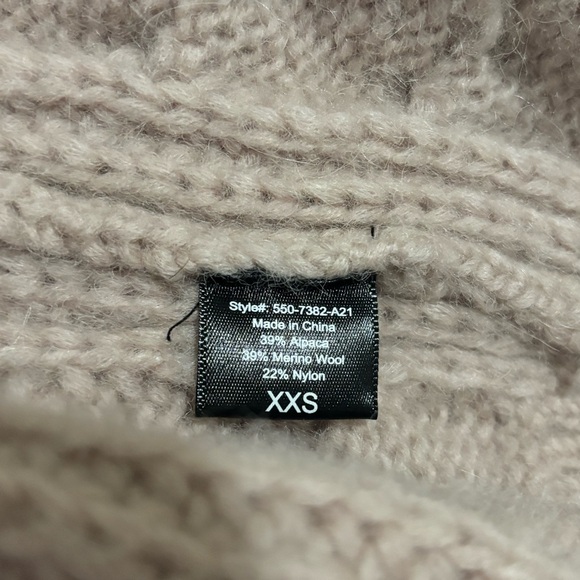 Style#: 550-7382-A21
Made in China
39% Alpaca
39% Merino Wool
22% Nylon
XXS